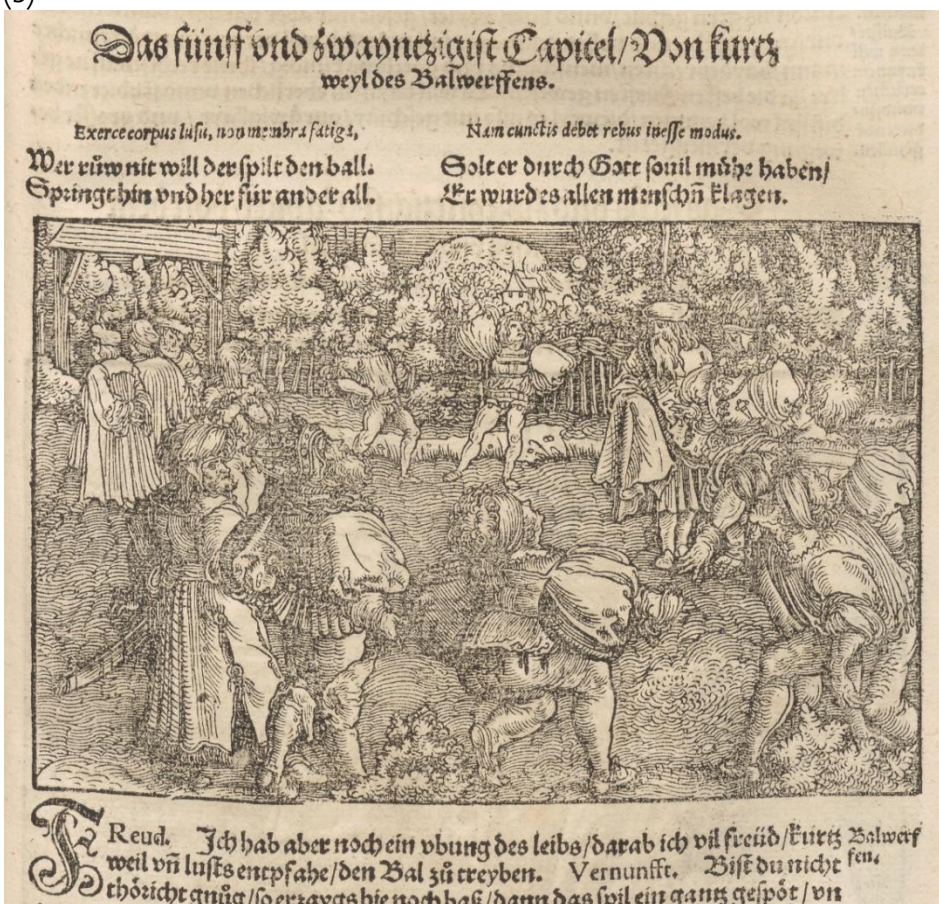 (3)
Das fünff vnd zwayntzigist Capitel/Von kurtz
weyl des Balwerffens.
Exerce corpus lusu, non membra fatiga,
Nam cunctis debet rebus inesse modus.
Wer rüw nit will der spilt den ball.
Springt hin vnd her für ander all.
Solt er durch Gott souil mühe haben/
Er wurd es allen menschñ klagen.
FReud. Ich hab aber noch ein vbung des leibs/darab ich vil freüd/kurtz
weil vñ lusts entpfahe/den Bal zů treyben. Vernunfft. Bist du nicht
thöricht gnůg/so erzaygs hie noch baß/dann das spil ein gantz gespöt/vn
Balwerf
fen.